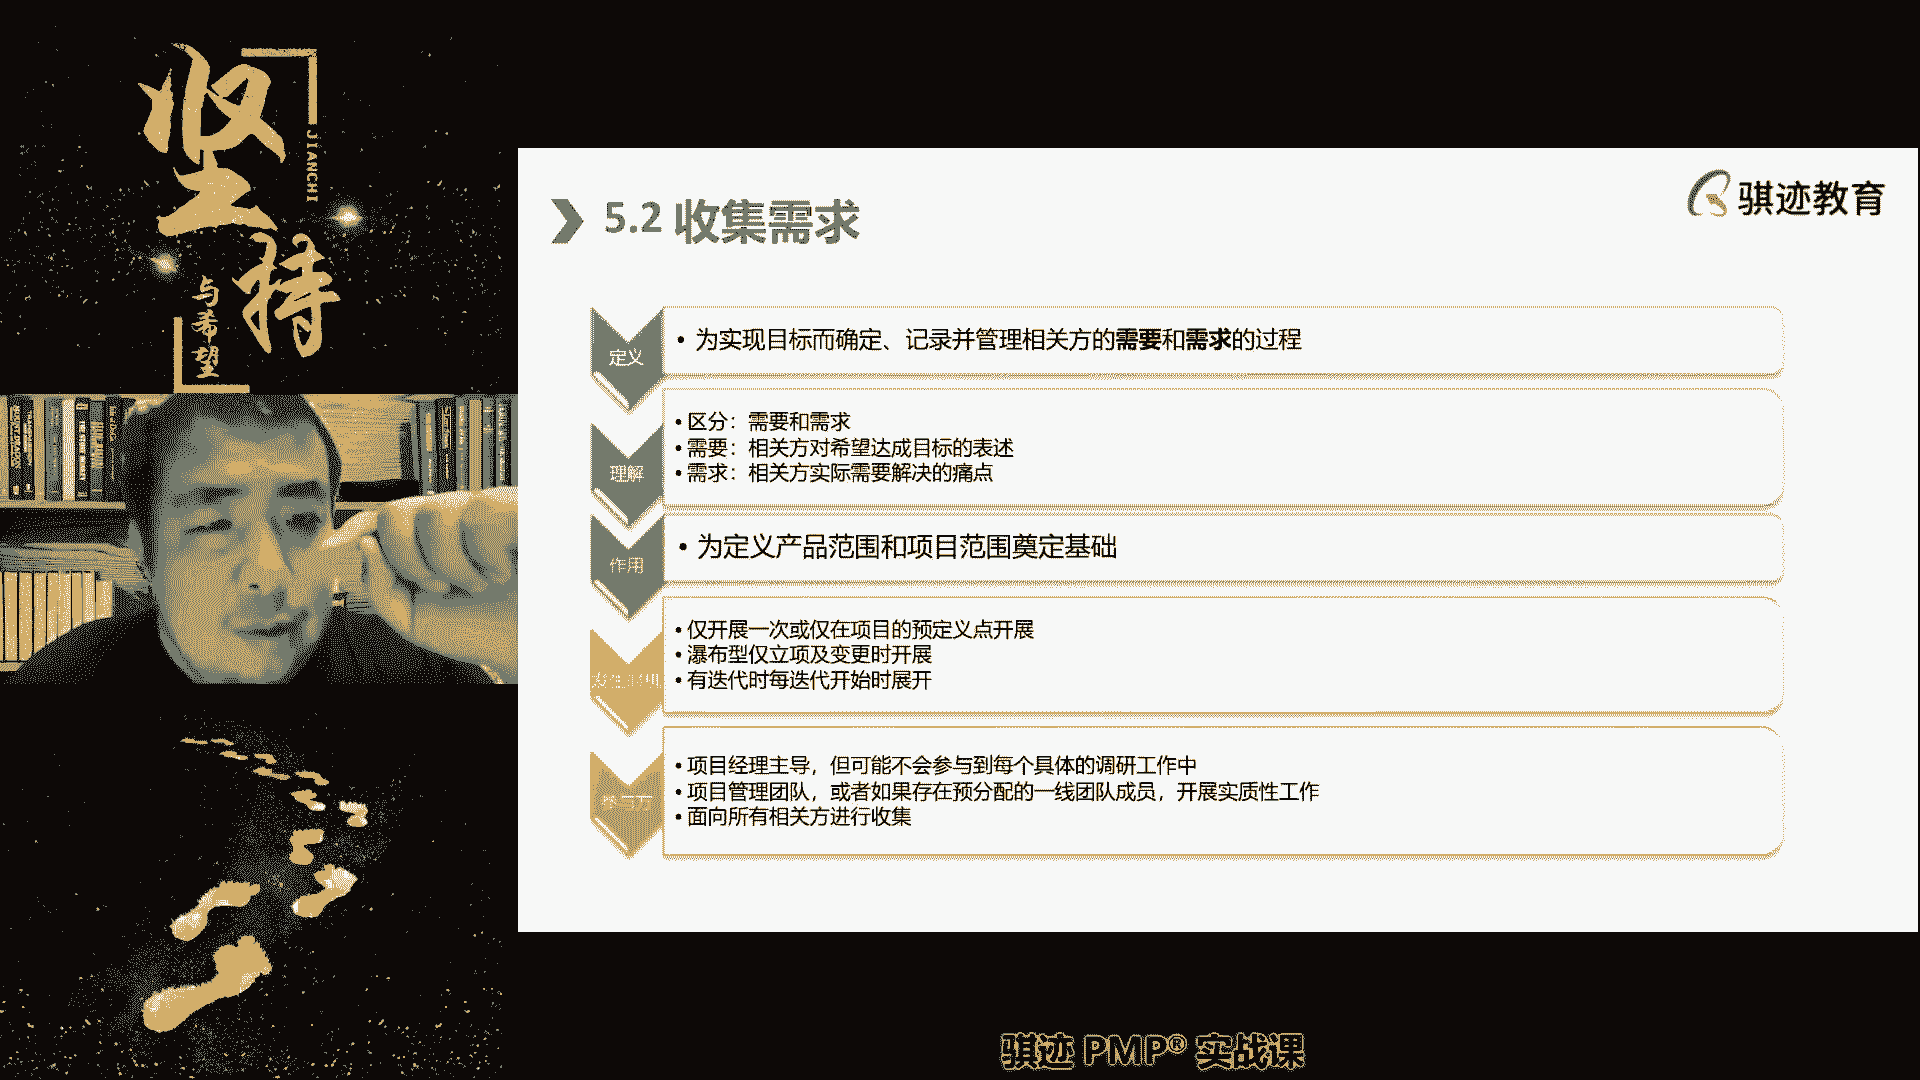 坚持
JIANCHI
与希望
骐迹教育
5.2 收集需求
定义
• 为实现目标而确定、记录并管理相关方的需要和需求的过程
理解
• 区分：需要和需求
• 需要：相关方对希望达成目标的表述
• 需求：相关方实际需要解决的痛点
作用
• 为定义产品范围和项目范围奠定基础
• 仅开展一次或仅在项目的预定义点开展
• 瀑布型仅立项及变更时开展
• 有迭代时每迭代开始时展开
• 项目经理主导，但可能不会参与到每个具体的调研工作中
• 项目管理团队，或者如果存在预分配的一线团队成员，开展实质性工作
• 面向所有相关方进行收集
骐迹 PMP® 实战课